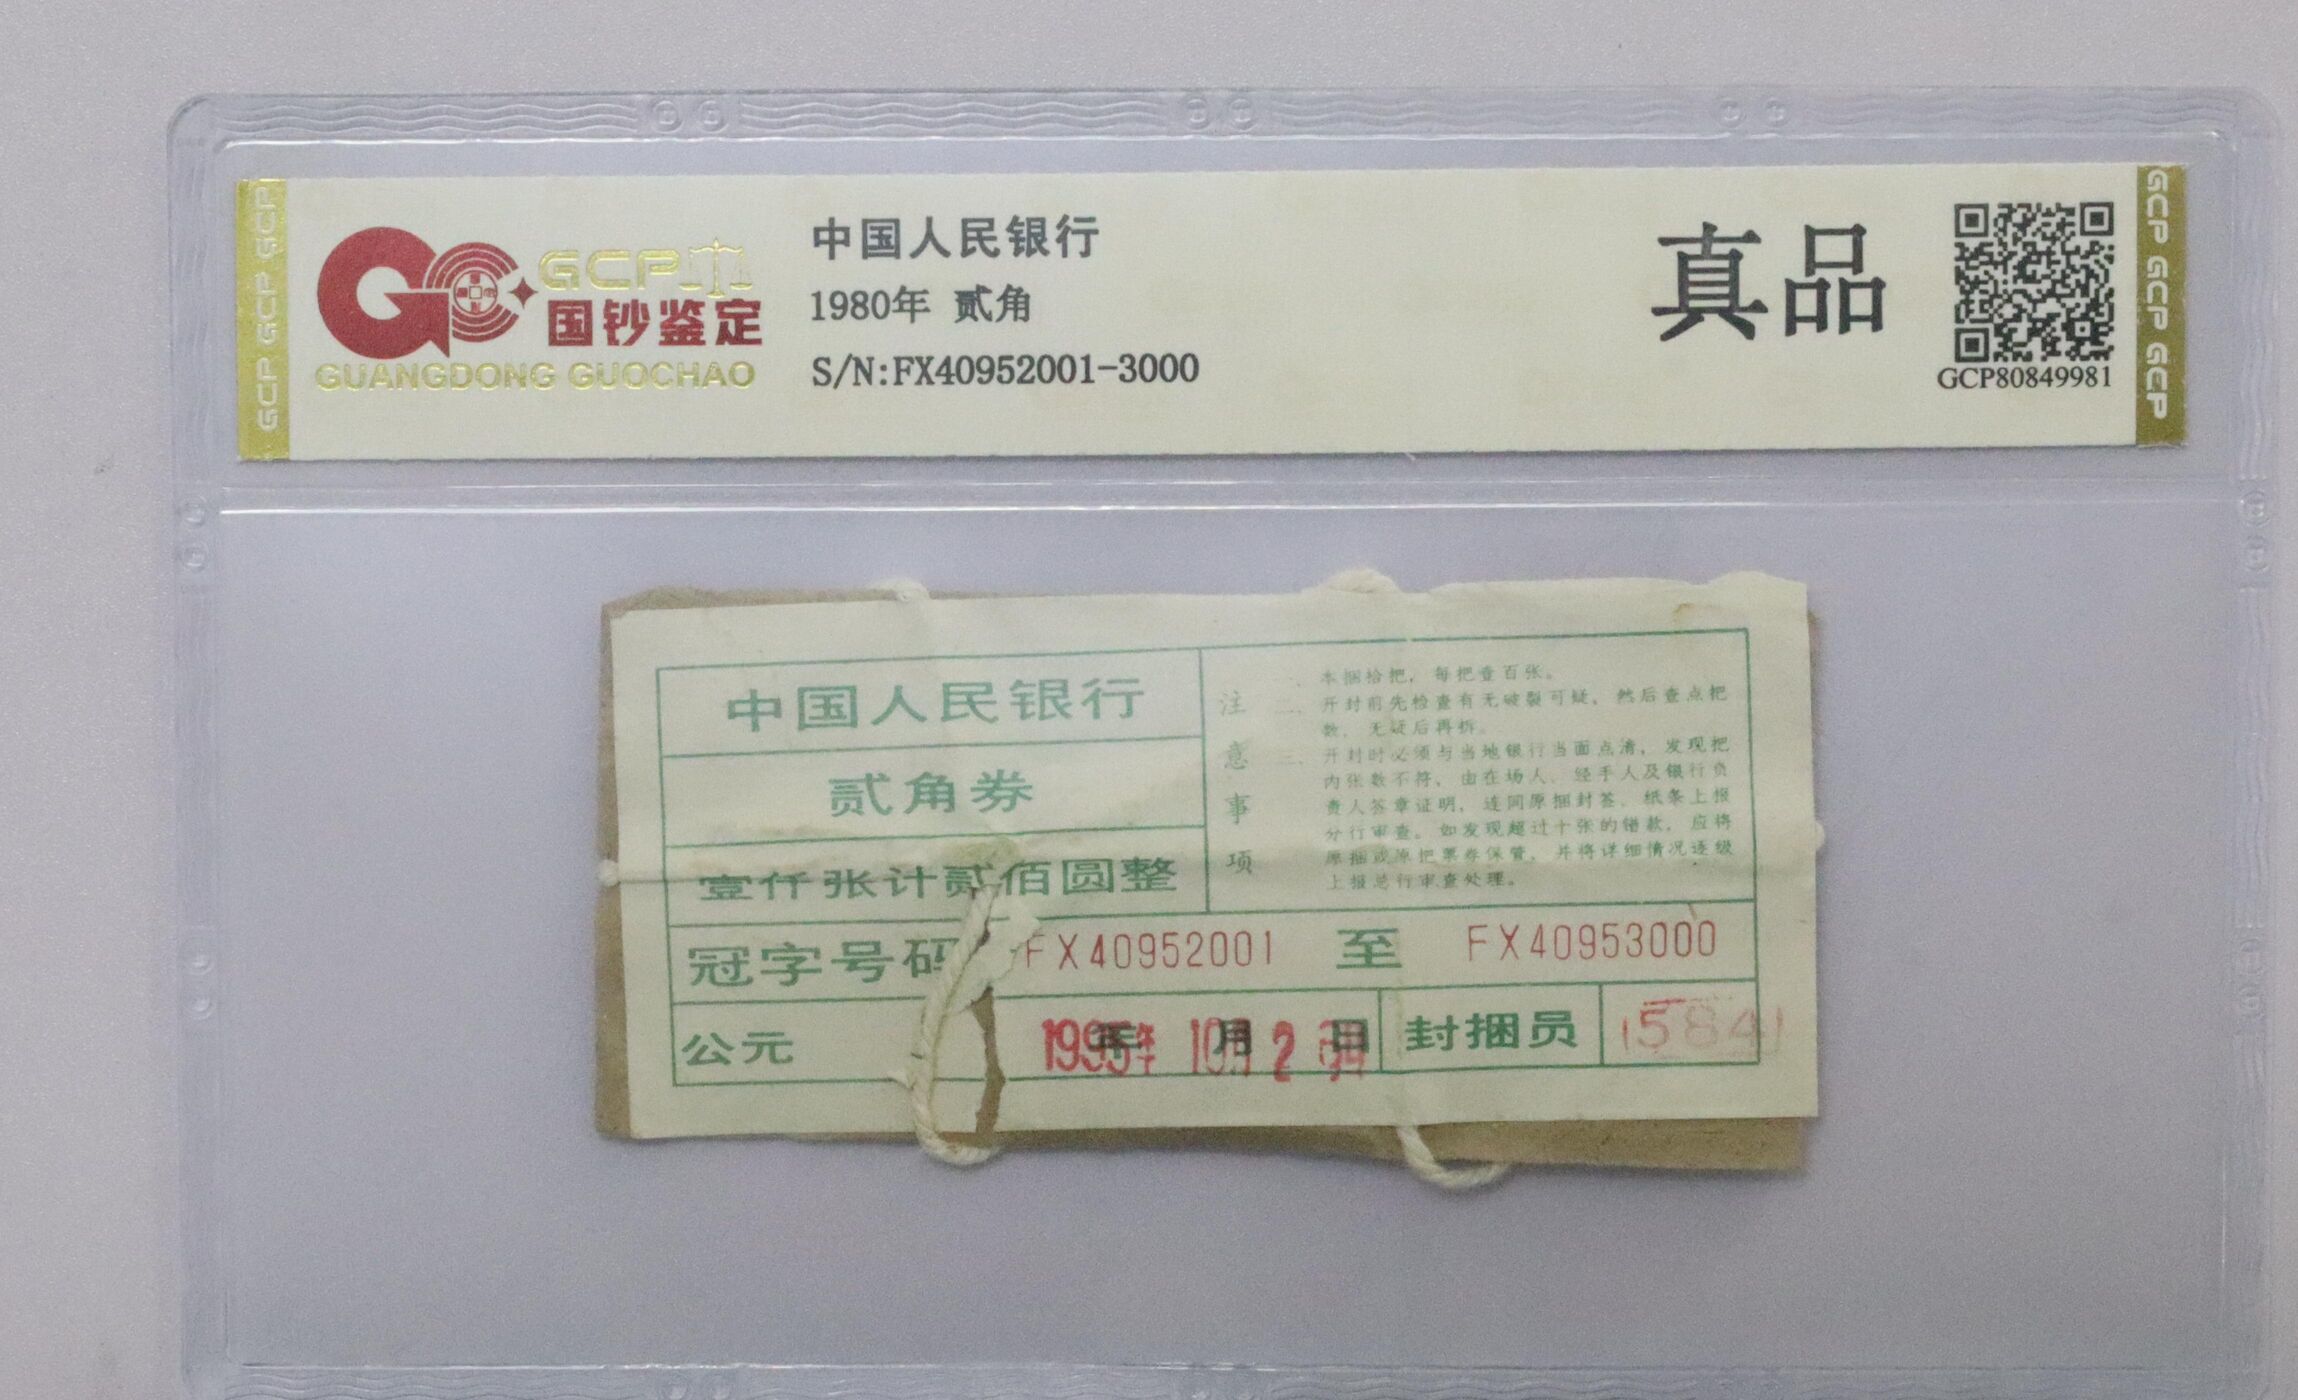 GCP GCP GCP
GCP
国钞鉴定
GUANGDONG GUOCHAO
中国人民银行
1980年 贰角
S/N:FX40952001-3000
真品
GCP80849981
GCP GCP GCP
中国人民银行
贰角券
壹仟张计贰佰圆整
注意事项
一、本捆拾把，每把壹百张。
二、开封前先检查有无破裂可疑，然后查点把
数，无疑后再拆。
三、开封时必须与当地银行当面点清，发现把
内张数不符，由在场人、经手人及银行负
责人签章证明，连同原捆封签、纸条上报
分行审查。如发现超过十张的错款，应将
原捆或原把票券保管，并将详细情况逐级
上报总行审查处理。
冠字号码 FX40952001 至 FX40953000
公元 年 月 日 封捆员 15841